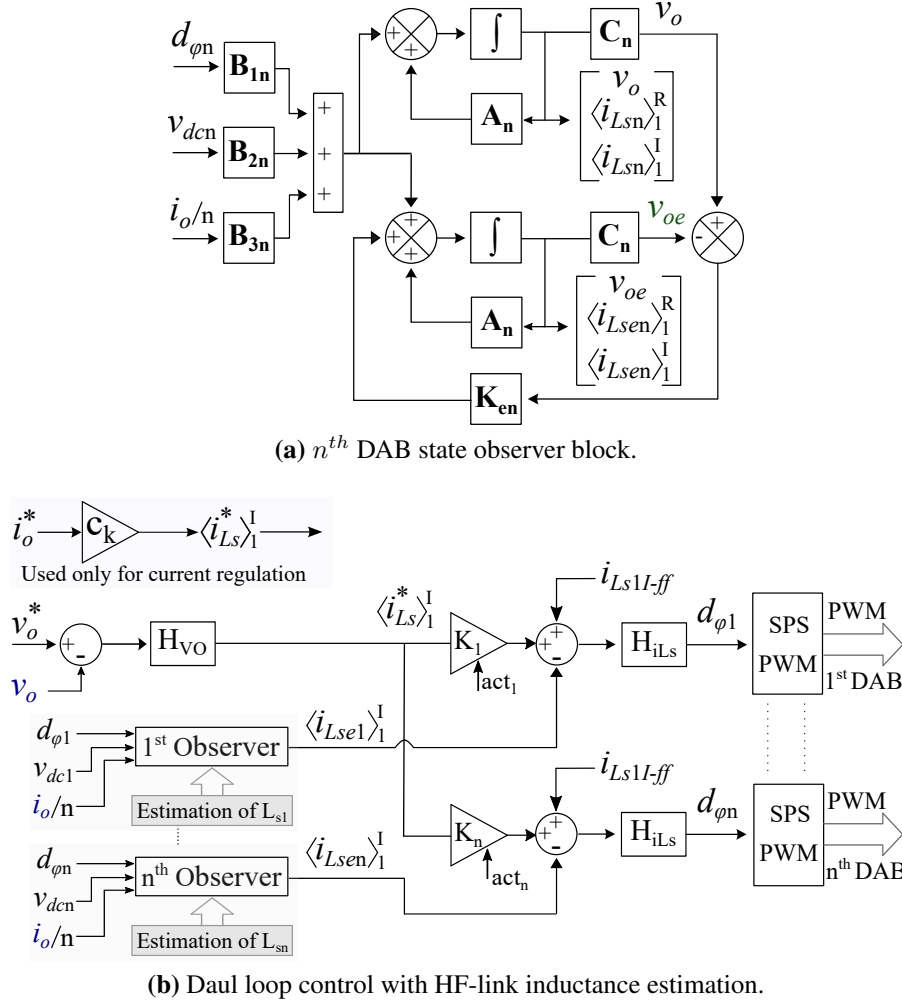 d_φn
B_1n
v_dcn
B_2n
i_o/n
B_3n
+
+
+
+
+
∫
C_n
v_o
A_n
v_o
⟨i_Lsn⟩_1^R
⟨i_Lsn⟩_1^I
+
+
+
∫
C_n
v_oe
+
-
A_n
v_oe
⟨i_Lsen⟩_1^R
⟨i_Lsen⟩_1^I
K_en
(a) n^th DAB state observer block.
i_o^*
c_k
⟨i_Ls^*⟩_1^I
Used only for current regulation
v_o^*
+
-
v_o
H_VO
⟨i_Ls^*⟩_1^I
K_1
act_1
i_Ls1I-ff
+
+
-
H_iLs
d_φ1
SPS
PWM
PWM
1^st DAB
d_φ1
v_dc1
i_o/n
1^st Observer
Estimation of L_s1
⟨i_Lse1⟩_1^I
d_φn
v_dcn
i_o/n
n^th Observer
Estimation of L_sn
⟨i_Lsen⟩_1^I
K_n
act_n
i_Ls1I-ff
+
+
-
H_iLs
d_φn
SPS
PWM
PWM
n^th DAB
(b) Daul loop control with HF-link inductance estimation.